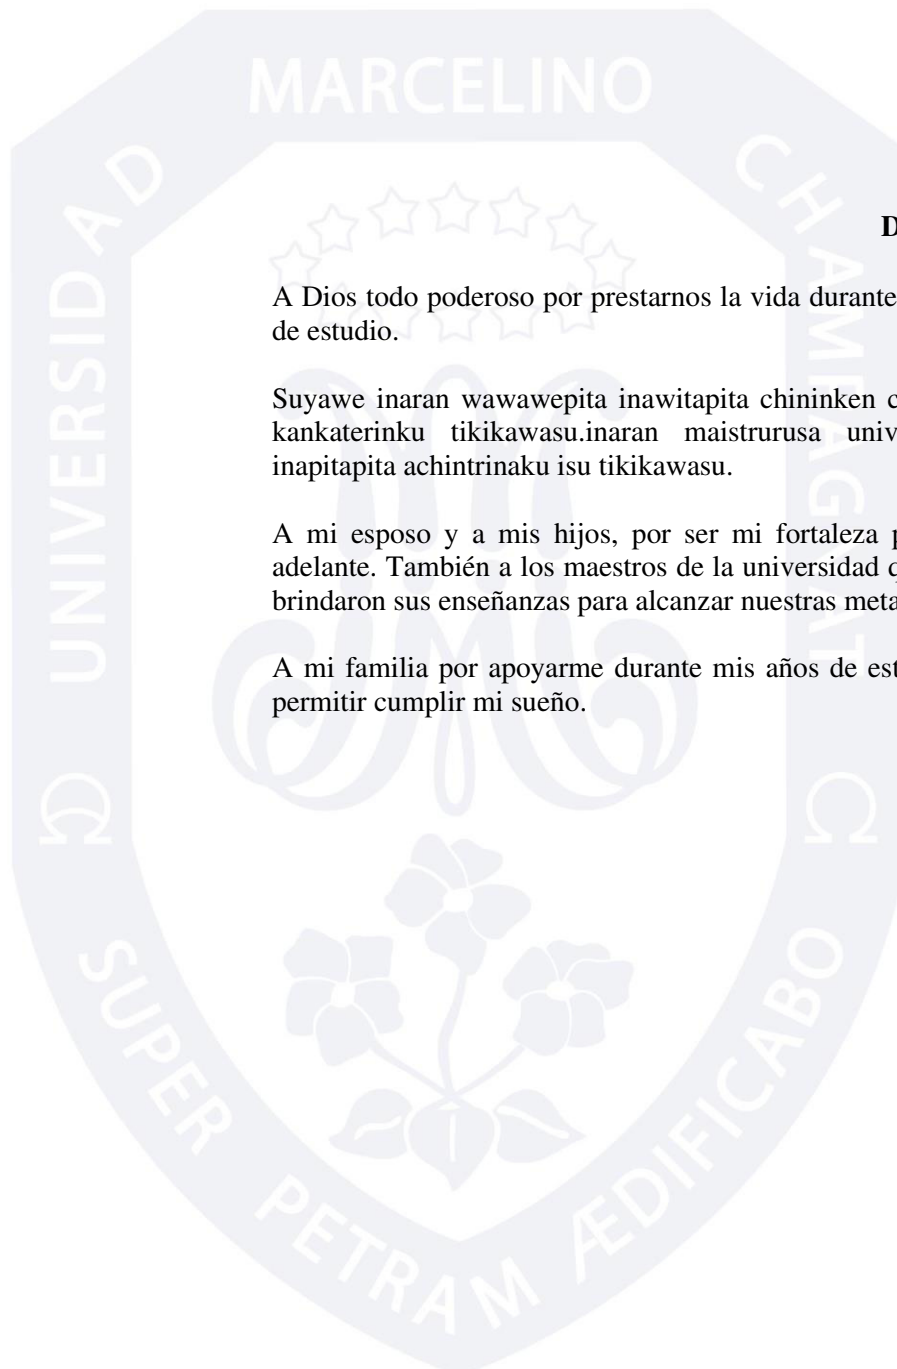 UNIVERSIDAD
MARCELINO
CHAMPAGNAT
D
A Dios todo poderoso por prestarnos la vida durante
de estudio.
Suyawe inaran wawawepita inawitapita chininken c
kankaterinku tikikawasu.inaran maistrurusa univ
inapitapita achintrinaku isu tikikawasu.
A mi esposo y a mis hijos, por ser mi fortaleza p
adelante. También a los maestros de la universidad q
brindaron sus enseñanzas para alcanzar nuestras meta
A mi familia por apoyarme durante mis años de est
permitir cumplir mi sueño.
SUPER PETRAM ÆDIFICABO